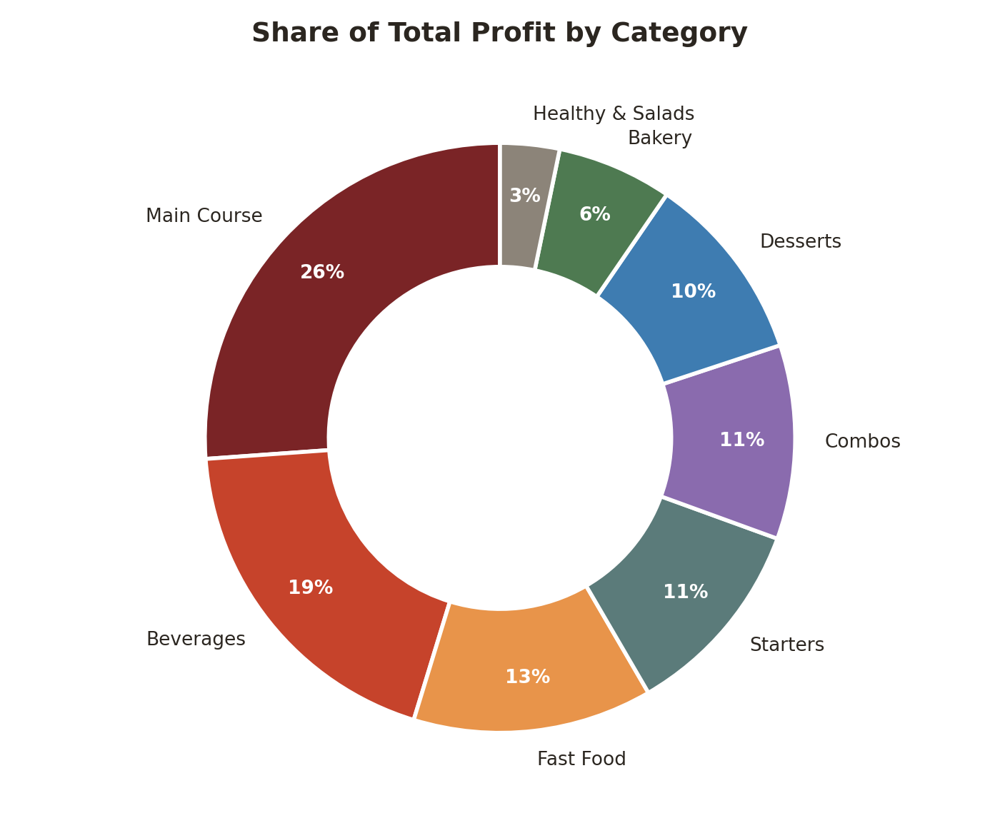 Share of Total Profit by Category
Healthy & Salads
Bakery
3%
6%
Main Course
Desserts
26%
10%
11%
Combos
19%
11%
Beverages
Starters
13%
Fast Food